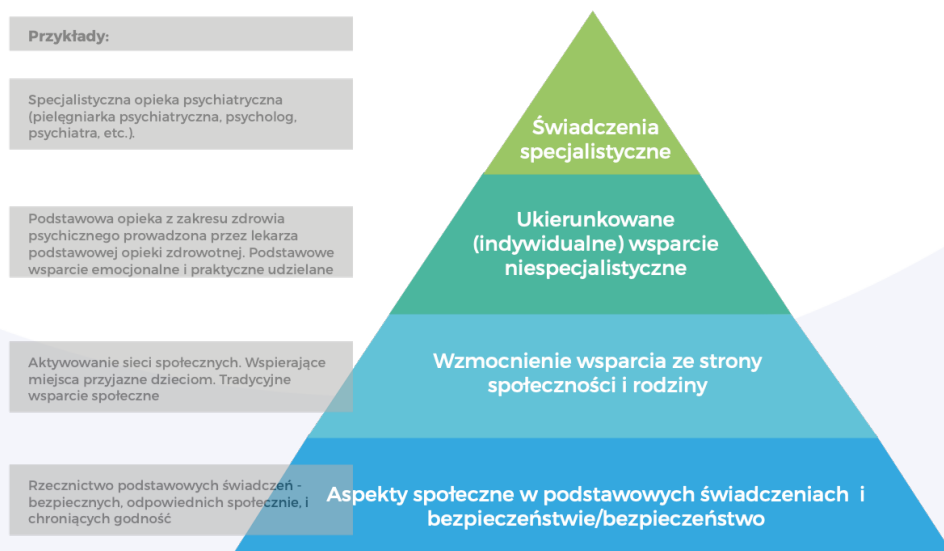 Przykłady:
Specjalistyczna opieka psychiatryczna
(pielęgniarka psychiatryczna, psycholog,
psychiatra, etc.).
Świadczenia
specjalistyczne
Podstawowa opieka z zakresu zdrowia
psychicznego prowadzona przez lekarza
podstawowej opieki zdrowotnej. Podstawowe
wsparcie emocjonalne i praktyczne udzielane
Ukierunkowane
(indywidualne) wsparcie
niespecjalistyczne
Aktywowanie sieci społecznych. Wspierające
miejsca przyjazne dzieciom. Tradycyjne
wsparcie społeczne
Wzmocnienie wsparcia ze strony
społeczności i rodziny
Rzecznictwo podstawowych świadczeń -
bezpiecznych, odpowiednich społecznie, i
chroniących godność
Aspekty społeczne w podstawowych świadczeniach i
bezpieczeństwie/bezpieczeństwo